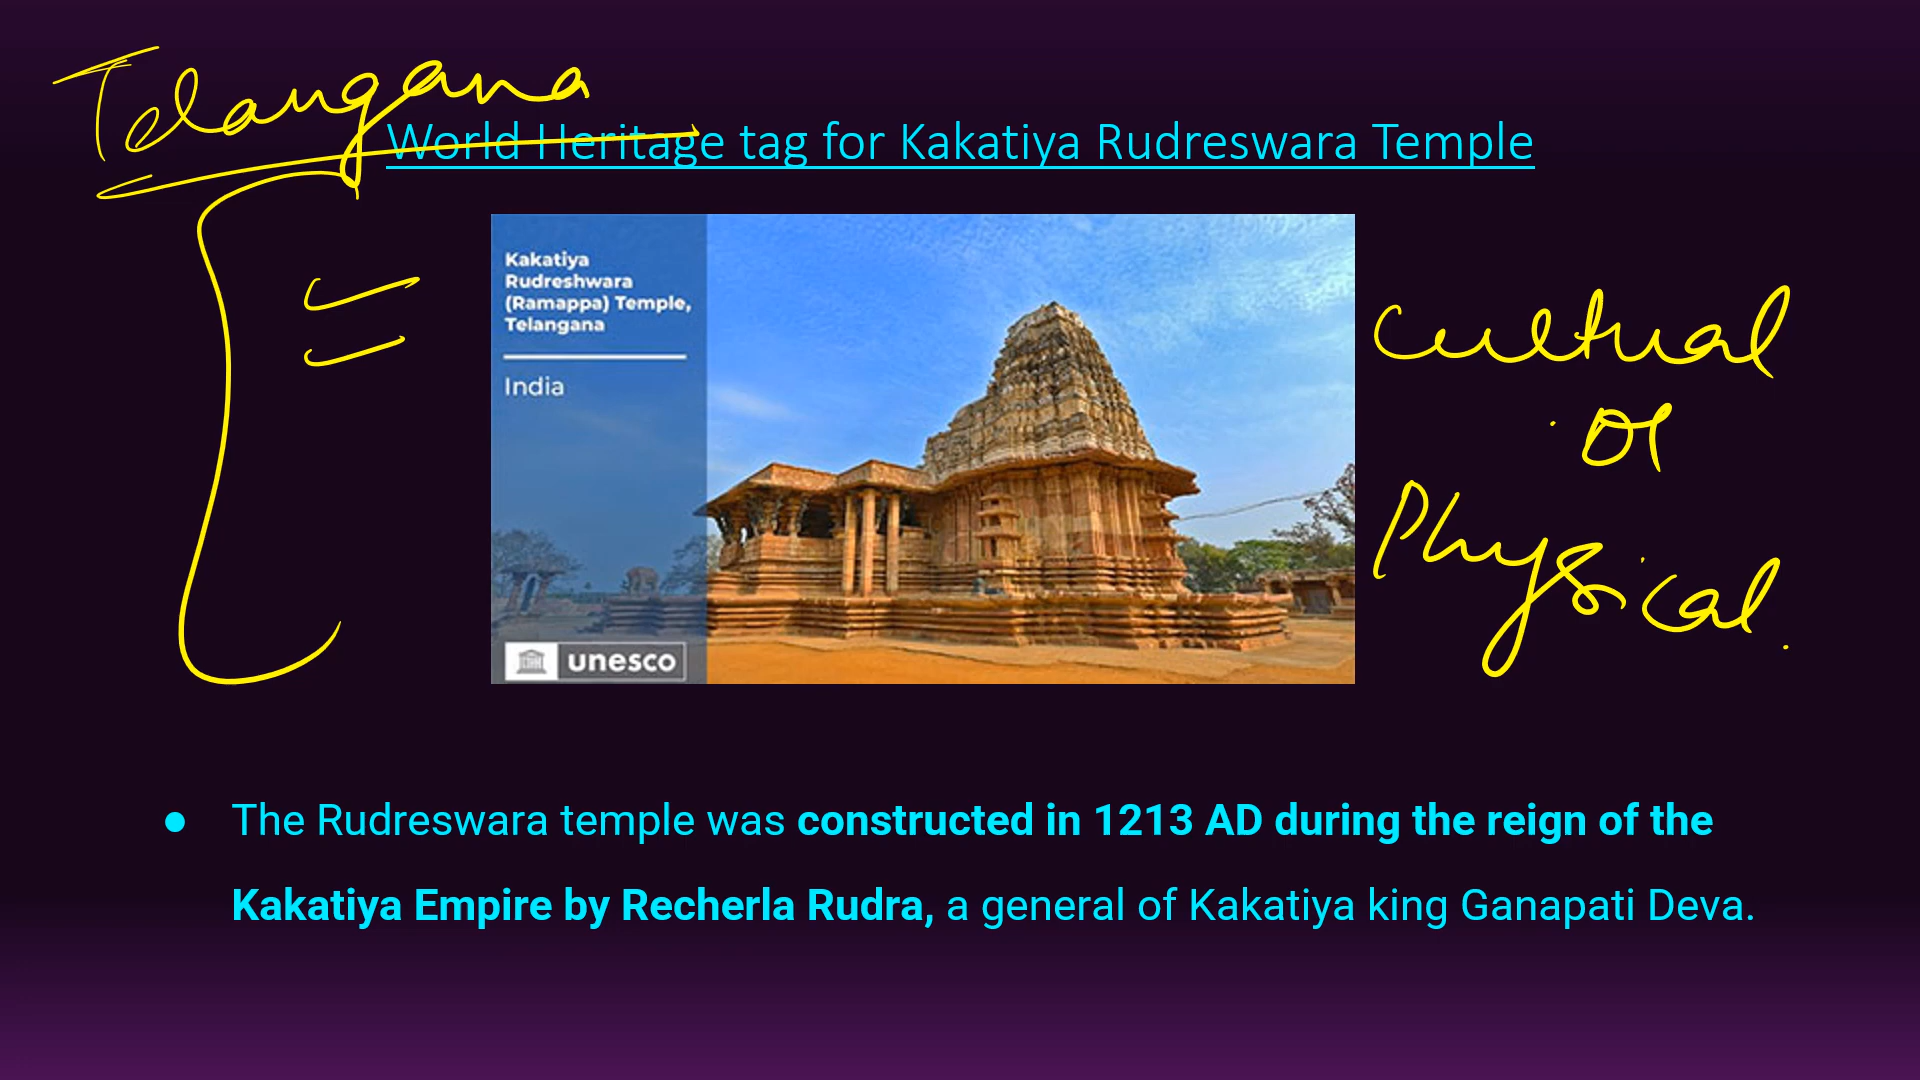 Telangana
World Heritage tag for Kakatiya Rudreswara Temple
Kakatiya
Rudreshwara
(Ramappa) Temple,
Telangana
India
unesco
Cultural
or
Physical.
● The Rudreswara temple was constructed in 1213 AD during the reign of the
Kakatiya Empire by Recherla Rudra, a general of Kakatiya king Ganapati Deva.